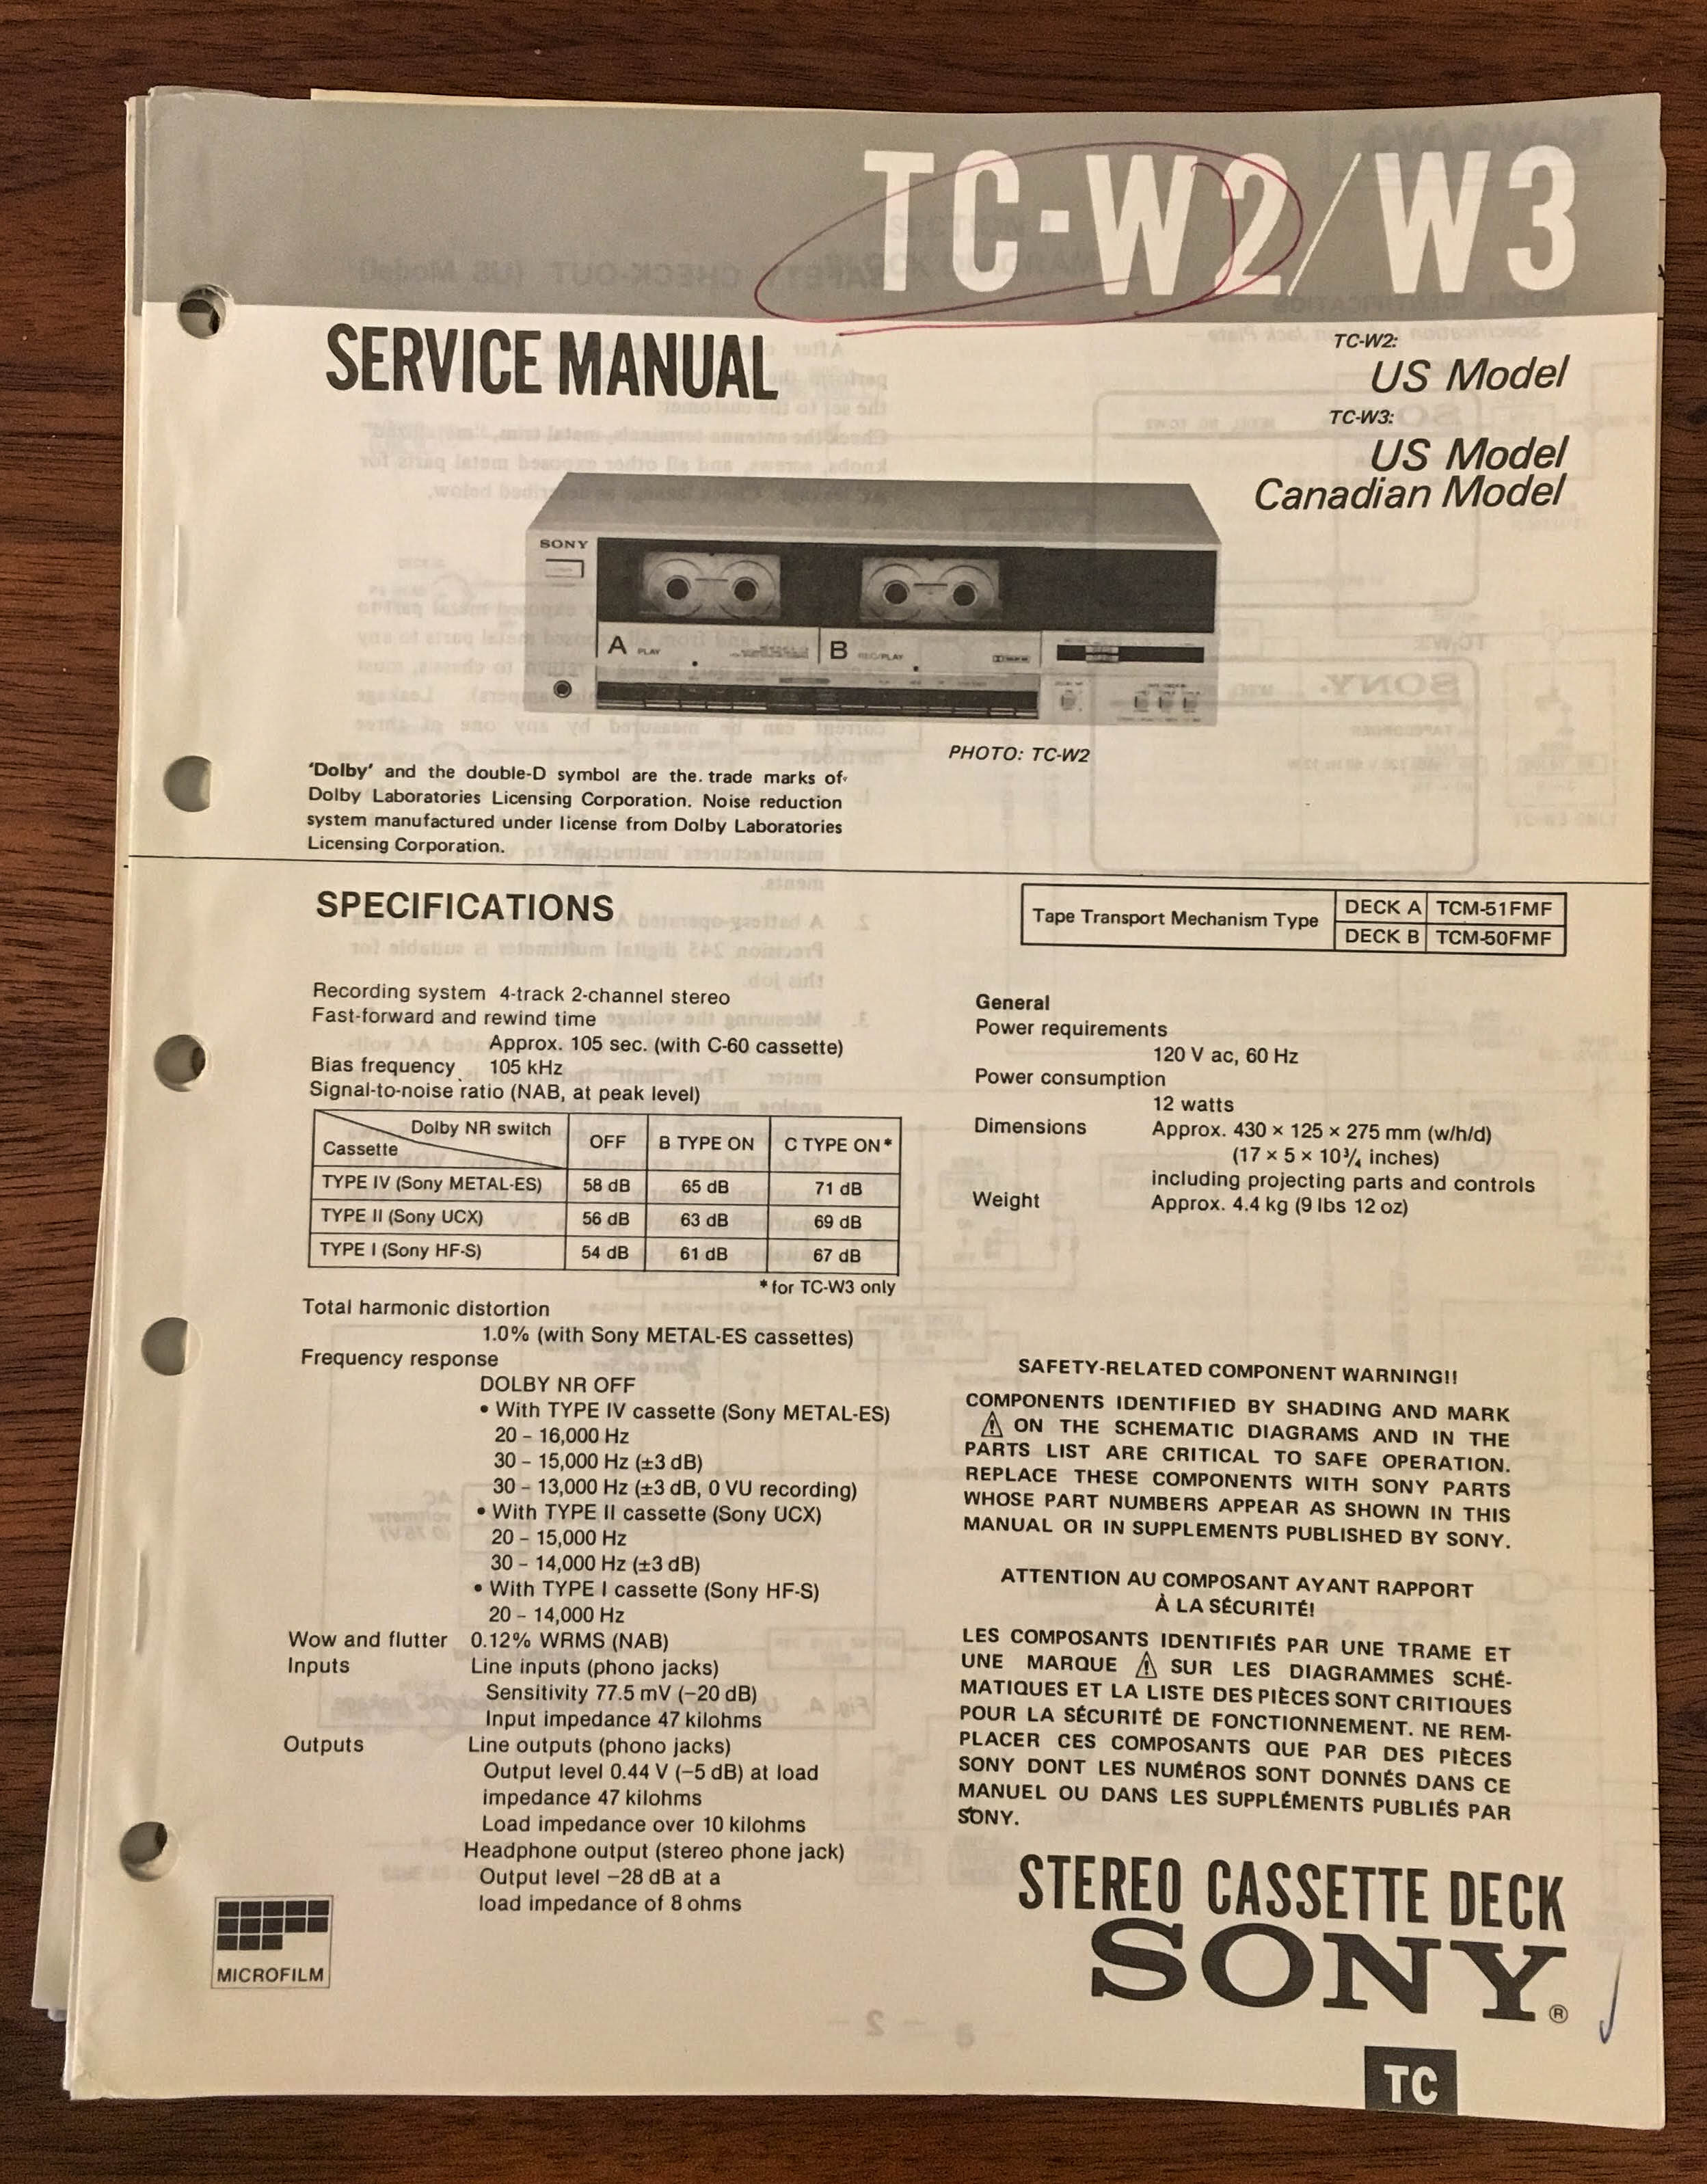 TC-W2/W3
SERVICE MANUAL
TC-W2:
US Model
TC-W3:
US Model
Canadian Model
SONY
A PLAY
B REC/PLAY
PHOTO: TC-W2
'Dolby' and the double-D symbol are the. trade marks of
Dolby Laboratories Licensing Corporation. Noise reduction
system manufactured under license from Dolby Laboratories
Licensing Corporation.
SPECIFICATIONS
Tape Transport Mechanism Type
DECK A TCM-51FMF
DECK B TCM-50FMF
Recording system 4-track 2-channel stereo
Fast-forward and rewind time
Approx. 105 sec. (with C-60 cassette)
Bias frequency 105 kHz
Signal-to-noise ratio (NAB, at peak level)
Dolby NR switch
Cassette
OFF B TYPE ON C TYPE ON*
TYPE IV (Sony METAL-ES) 58 dB 65 dB 71 dB
TYPE II (Sony UCX) 56 dB 63 dB 69 dB
TYPE I (Sony HF-S) 54 dB 61 dB 67 dB
* for TC-W3 only
Total harmonic distortion
1.0% (with Sony METAL-ES cassettes)
Frequency response
DOLBY NR OFF
• With TYPE IV cassette (Sony METAL-ES)
20 – 16,000 Hz
30 – 15,000 Hz (±3 dB)
30 – 13,000 Hz (±3 dB, 0 VU recording)
• With TYPE II cassette (Sony UCX)
20 – 15,000 Hz
30 – 14,000 Hz (±3 dB)
• With TYPE I cassette (Sony HF-S)
20 – 14,000 Hz
Wow and flutter 0.12% WRMS (NAB)
Inputs Line inputs (phono jacks)
Sensitivity 77.5 mV (−20 dB)
Input impedance 47 kilohms
Outputs Line outputs (phono jacks)
Output level 0.44 V (−5 dB) at load
impedance 47 kilohms
Load impedance over 10 kilohms
Headphone output (stereo phone jack)
Output level −28 dB at a
load impedance of 8 ohms
MICROFILM
General
Power requirements
120 V ac, 60 Hz
Power consumption
12 watts
Dimensions Approx. 430 × 125 × 275 mm (w/h/d)
(17 × 5 × 10¾ inches)
including projecting parts and controls
Weight Approx. 4.4 kg (9 lbs 12 oz)
SAFETY-RELATED COMPONENT WARNING!!
COMPONENTS IDENTIFIED BY SHADING AND MARK
⚠ ON THE SCHEMATIC DIAGRAMS AND IN THE
PARTS LIST ARE CRITICAL TO SAFE OPERATION.
REPLACE THESE COMPONENTS WITH SONY PARTS
WHOSE PART NUMBERS APPEAR AS SHOWN IN THIS
MANUAL OR IN SUPPLEMENTS PUBLISHED BY SONY.
ATTENTION AU COMPOSANT AYANT RAPPORT
À LA SÉCURITÉ!
LES COMPOSANTS IDENTIFIÉS PAR UNE TRAME ET
UNE MARQUE ⚠ SUR LES DIAGRAMMES SCHÉ-
MATIQUES ET LA LISTE DES PIÈCES SONT CRITIQUES
POUR LA SÉCURITÉ DE FONCTIONNEMENT. NE REM-
PLACER CES COMPOSANTS QUE PAR DES PIÈCES
SONY DONT LES NUMÉROS SONT DONNÉS DANS CE
MANUEL OU DANS LES SUPPLÉMENTS PUBLIÉS PAR
SONY.
STEREO CASSETTE DECK
SONY®
TC